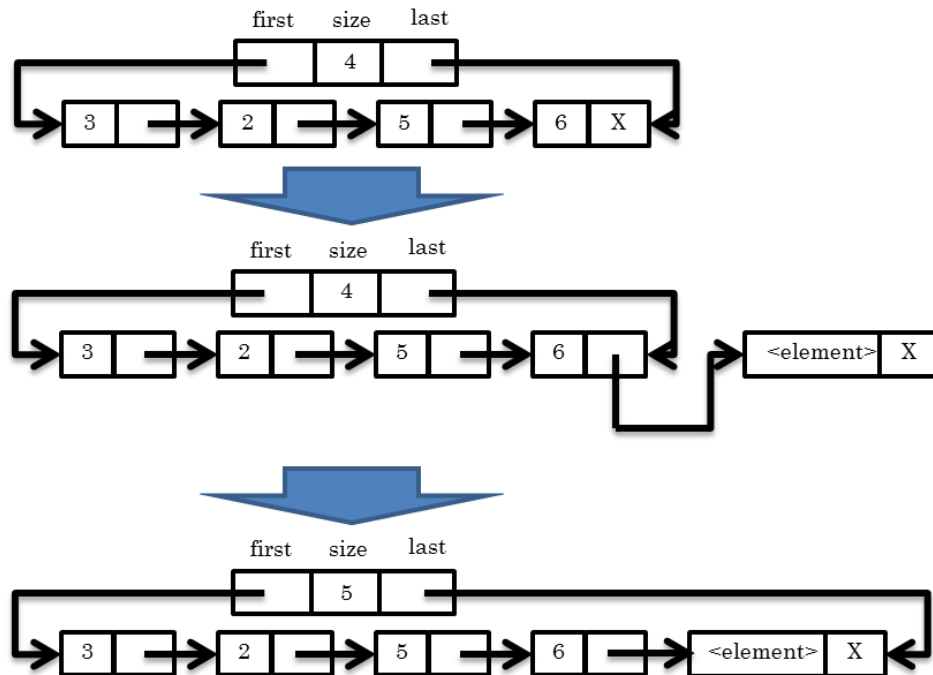 first size last
4
3 2 5 6 X
first size last
4
3 2 5 6 <element> X
first size last
5
3 2 5 6 <element> X